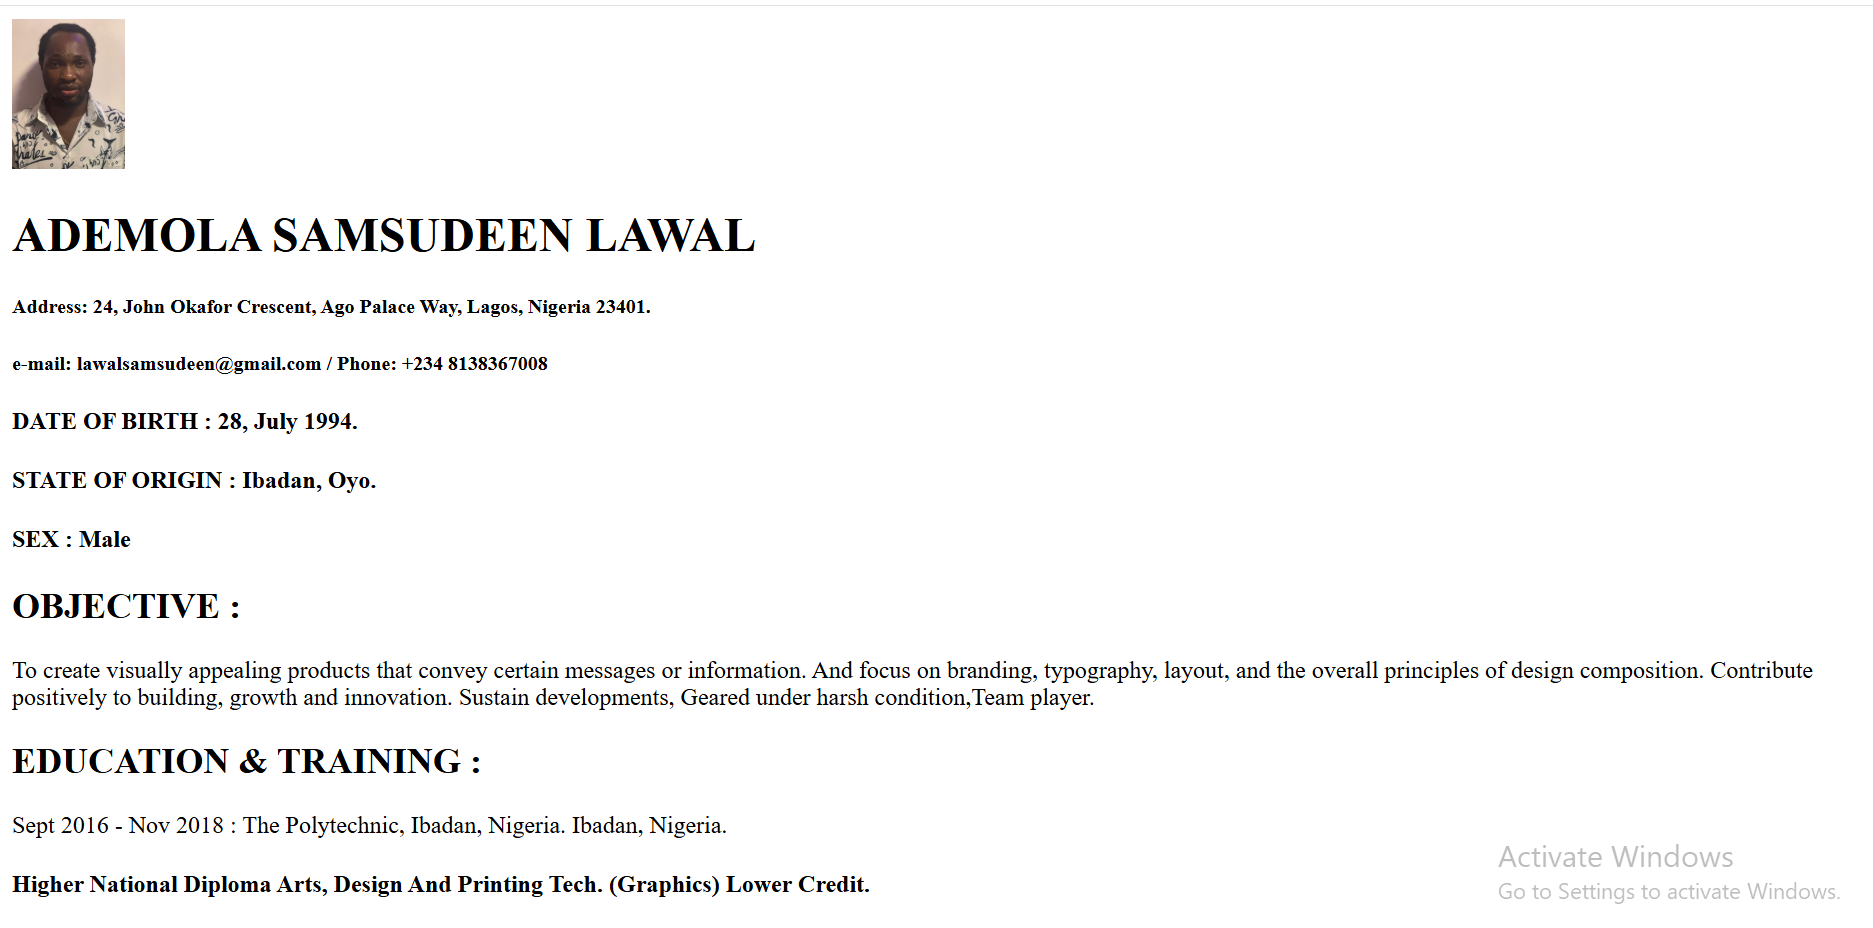 ADEMOLA SAMSUDEEN LAWAL
Address: 24, John Okafor Crescent, Ago Palace Way, Lagos, Nigeria 23401.
e-mail: lawalsamsudeen@gmail.com / Phone: +234 8138367008
DATE OF BIRTH : 28, July 1994.
STATE OF ORIGIN : Ibadan, Oyo.
SEX : Male
OBJECTIVE :
To create visually appealing products that convey certain messages or information. And focus on branding, typography, layout, and the overall principles of design composition. Contribute
positively to building, growth and innovation. Sustain developments, Geared under harsh condition,Team player.
EDUCATION & TRAINING :
Sept 2016 - Nov 2018 : The Polytechnic, Ibadan, Nigeria. Ibadan, Nigeria.
Higher National Diploma Arts, Design And Printing Tech. (Graphics) Lower Credit.
Activate Windows
Go to Settings to activate Windows.